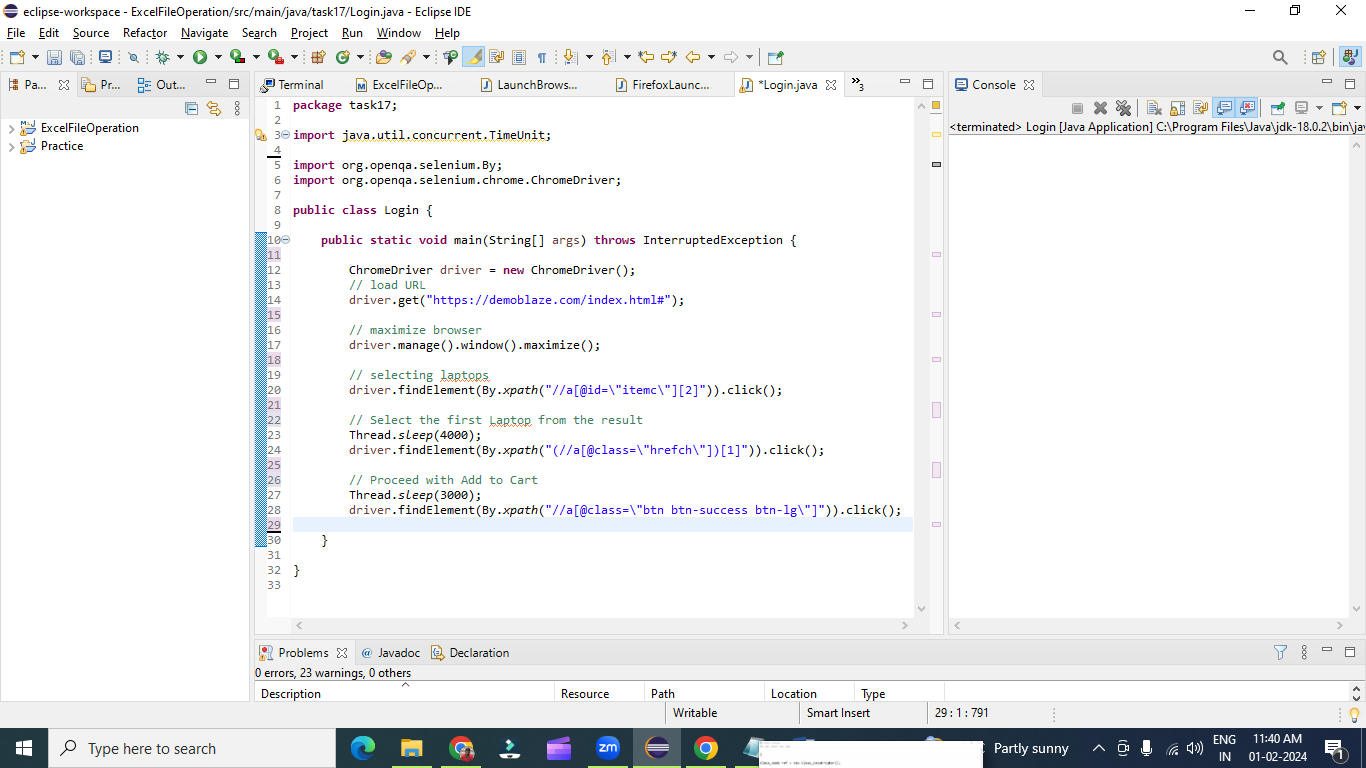 eclipse-workspace - ExcelFileOperation/src/main/java/task17/Login.java - Eclipse IDE
File Edit Source Refactor Navigate Search Project Run Window Help
Pa... Pr... Out...
ExcelFileOperation
Practice
Terminal ExcelFileOp... LaunchBrows... FirefoxLaunc... *Login.java »3
1 package task17;
2
3 import java.util.concurrent.TimeUnit;
4
5 import org.openqa.selenium.By;
6 import org.openqa.selenium.chrome.ChromeDriver;
7
8 public class Login {
9
10 public static void main(String[] args) throws InterruptedException {
11
12 ChromeDriver driver = new ChromeDriver();
13 // load URL
14 driver.get("https://demoblaze.com/index.html#");
15
16 // maximize browser
17 driver.manage().window().maximize();
18
19 // selecting laptops
20 driver.findElement(By.xpath("//a[@id=\"itemc\"][2]")).click();
21
22 // Select the first Laptop from the result
23 Thread.sleep(4000);
24 driver.findElement(By.xpath("(//a[@class=\"hrefch\"])[1]")).click();
25
26 // Proceed with Add to Cart
27 Thread.sleep(3000);
28 driver.findElement(By.xpath("//a[@class=\"btn btn-success btn-lg\"]")).click();
29
30 }
31
32 }
33
Console
<terminated> Login [Java Application] C:\Program Files\Java\jdk-18.0.2\bin\jav
Problems @ Javadoc Declaration
0 errors, 23 warnings, 0 others
Description Resource Path Location Type
Writable Smart Insert 29 : 1 : 791
Type here to search
zm
Partly sunny
ENG
IN
11:40 AM
01-02-2024
1